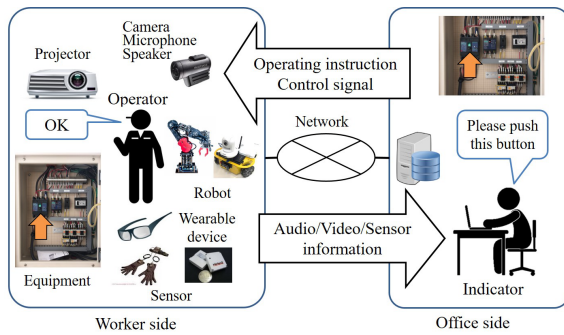 Camera
Microphone
Speaker
Projector
Operator
OK
Robot
Wearable
device
Equipment
Sensor
Worker side
Operating instruction
Control signal
Network
Audio/Video/Sensor
information
Please push
this button
Indicator
Office side